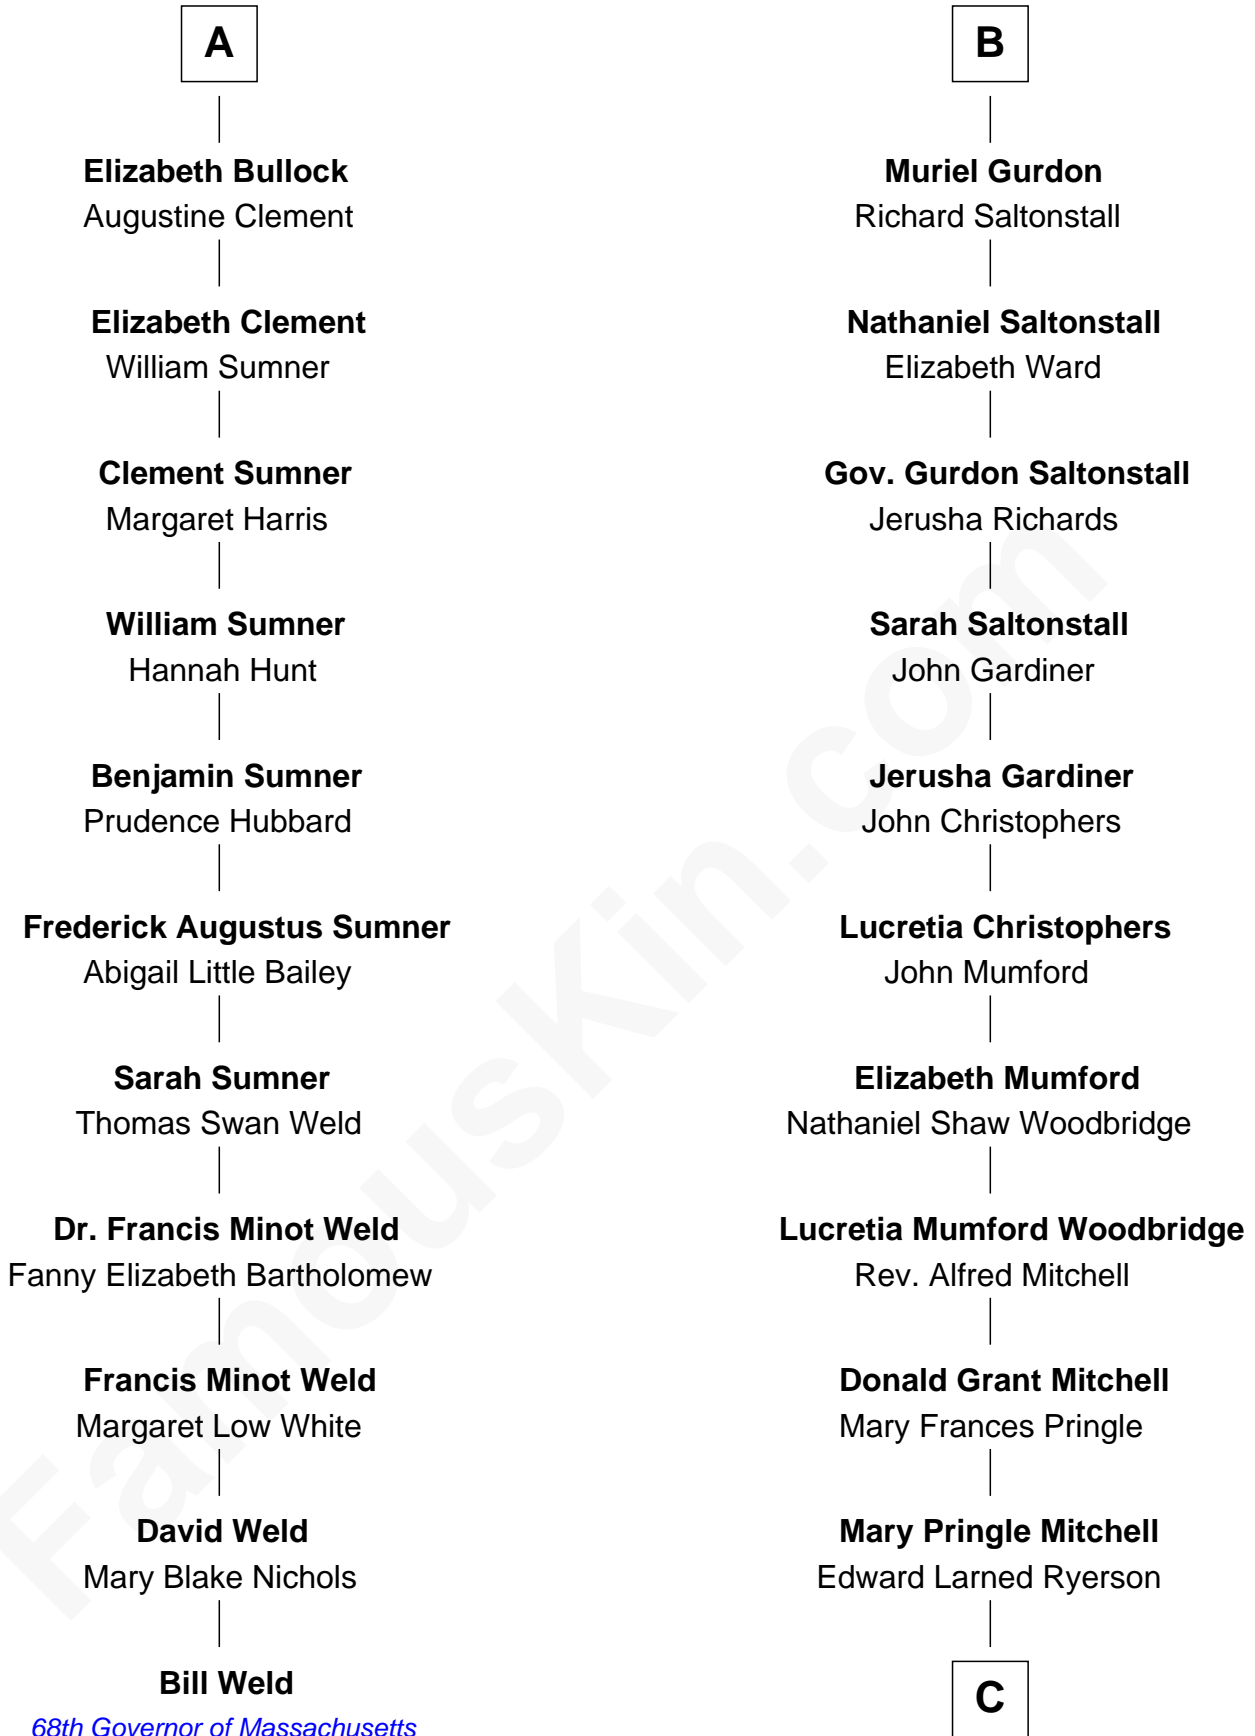 A
Elizabeth Bullock
Augustine Clement
Elizabeth Clement
William Sumner
Clement Sumner
Margaret Harris
William Sumner
Hannah Hunt
Benjamin Sumner
Prudence Hubbard
Frederick Augustus Sumner
Abigail Little Bailey
Sarah Sumner
Thomas Swan Weld
Dr. Francis Minot Weld
Fanny Elizabeth Bartholomew
Francis Minot Weld
Margaret Low White
David Weld
Mary Blake Nichols
Bill Weld
68th Governor of Massachusetts
B
Muriel Gurdon
Richard Saltonstall
Nathaniel Saltonstall
Elizabeth Ward
Gov. Gurdon Saltonstall
Jerusha Richards
Sarah Saltonstall
John Gardiner
Jerusha Gardiner
John Christophers
Lucretia Christophers
John Mumford
Elizabeth Mumford
Nathaniel Shaw Woodbridge
Lucretia Mumford Woodbridge
Rev. Alfred Mitchell
Donald Grant Mitchell
Mary Frances Pringle
Mary Pringle Mitchell
Edward Larned Ryerson
C
FamousKin.com